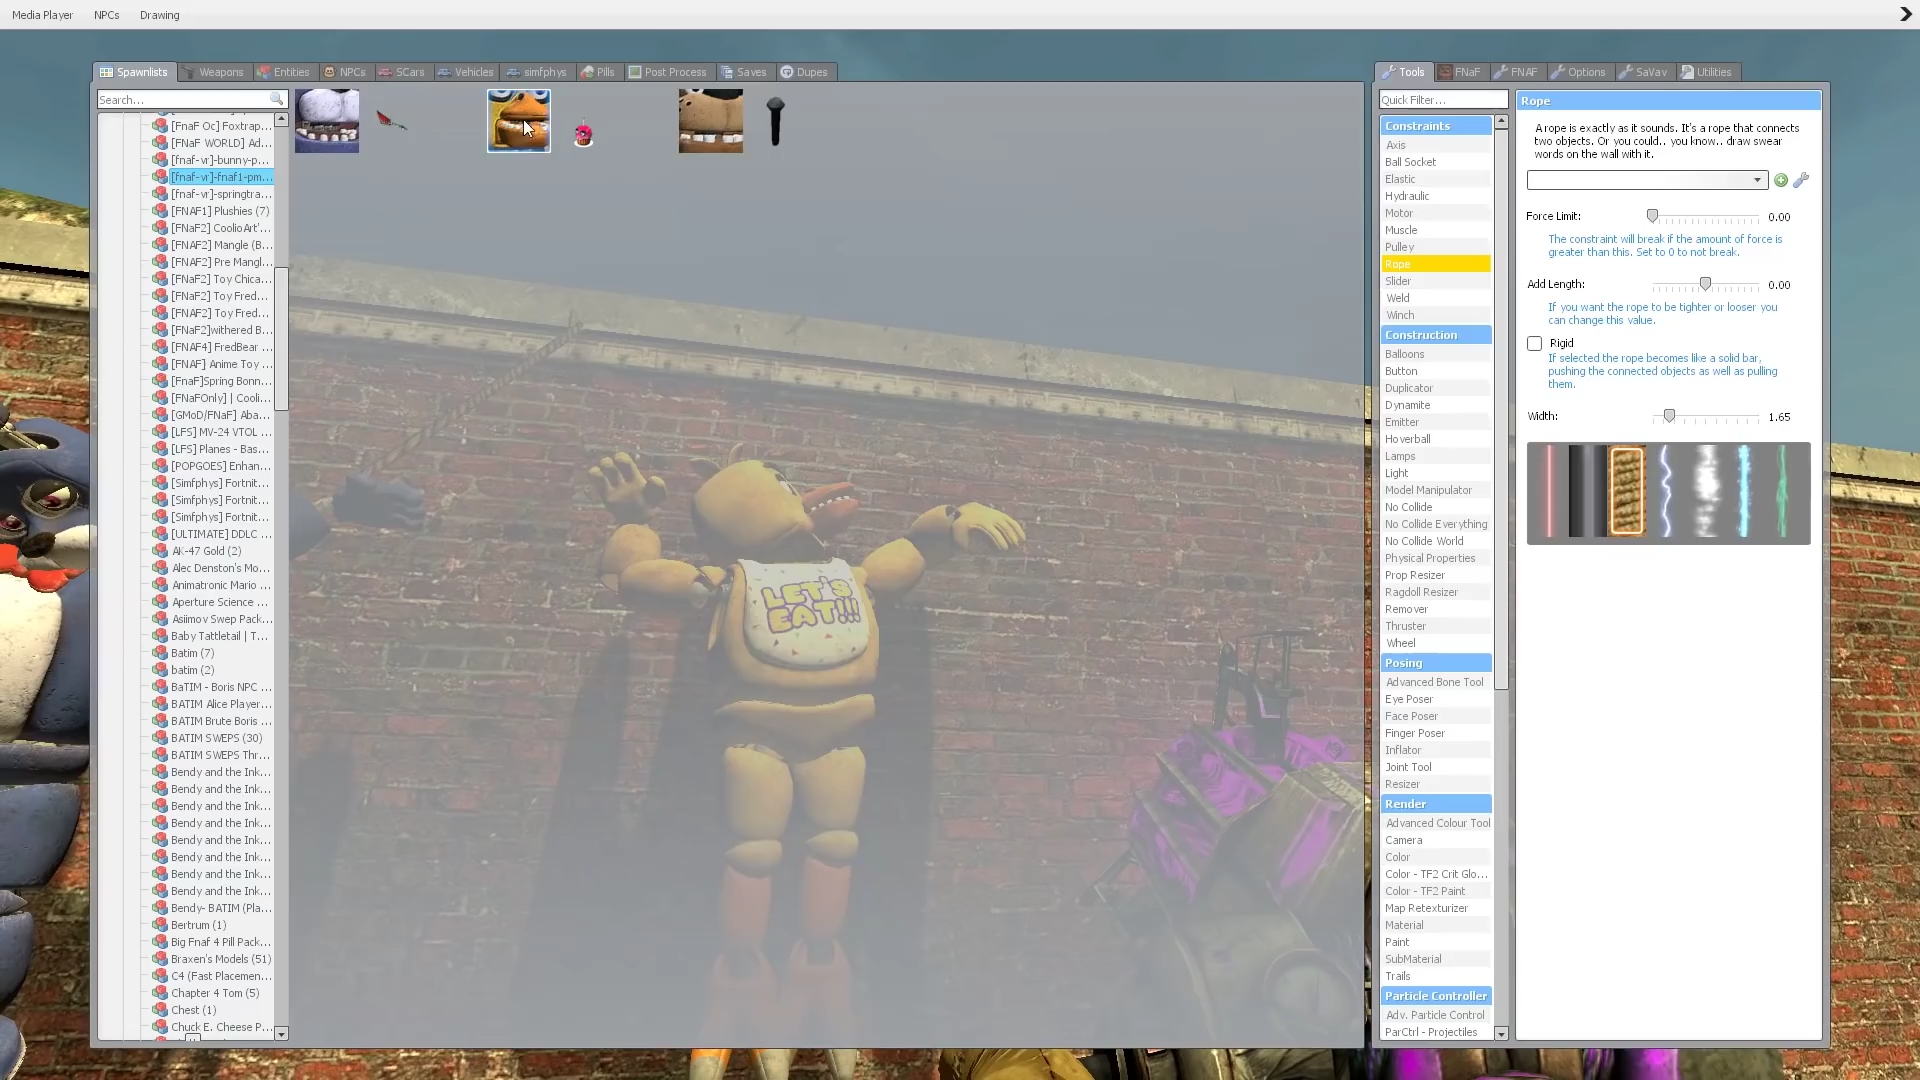 Media Player NPCs Drawing
Spawnlists Weapons Entities NPCs SCars Vehicles simfphys Pills Post Process Saves Dupes
Search...
[FnaF Oc] Foxtrap...
[FNaF WORLD] Ad...
[fnaf-vr]-bunny-p...
[fnaf-vr]-fnaf1-pm...
[fnaf-vr]-springtra...
[FNAF1] Plushies (7)
[FNaF2] CoolioArt'...
[FNAF2] Mangle (B...
[FNAF2] Pre Mangl...
[FNaF2] Toy Chica...
[FNaF2] Toy Fred...
[FNAF2] Toy Fred...
[FNaF2]withered B...
[FNAF4] FredBear ...
[FNAF] Anime Toy ...
[FnaF]Spring Bonn...
[FNaFOnly] | Cooli...
[GMoD/FNaF] Aba...
[LFS] MV-24 VTOL ...
[LFS] Planes - Bas...
[POPGOES] Enhan...
[Simfphys] Fortnit...
[Simfphys] Fortnit...
[Simfphys] Fortnit...
[ULTIMATE] DDLC ...
AK-47 Gold (2)
Alec Denston's Mo...
Animatronic Mario ...
Aperture Science ...
Asiimov Swep Pack...
Baby Tattletail | T...
Batim (7)
batim (2)
BaTIM - Boris NPC ...
BATIM Alice Player...
BATIM Brute Boris ...
BATIM SWEPS (30)
BATIM SWEPS Thr...
Bendy and the Ink...
Bendy and the Ink...
Bendy and the Ink...
Bendy and the Ink...
Bendy and the Ink...
Bendy and the Ink...
Bendy and the Ink...
Bendy and the Ink...
Bendy- BATIM (Pla...
Bertrum (1)
Big Fnaf 4 Pill Pack...
Braxen's Models (51)
C4 (Fast Placemen...
Chapter 4 Tom (5)
Chest (1)
Chuck E. Cheese P...
LET'S
EAT!!!
Tools FNaF FNAF Options SaVav Utilities
Quick Filter...
Constraints
Axis
Ball Socket
Elastic
Hydraulic
Motor
Muscle
Pulley
Rope
Slider
Weld
Winch
Construction
Balloons
Button
Duplicator
Dynamite
Emitter
Hoverball
Lamps
Light
Model Manipulator
No Collide
No Collide Everything
No Collide World
Physical Properties
Prop Resizer
Ragdoll Resizer
Remover
Thruster
Wheel
Posing
Advanced Bone Tool
Eye Poser
Face Poser
Finger Poser
Inflator
Joint Tool
Resizer
Render
Advanced Colour Tool
Camera
Color
Color - TF2 Crit Glo...
Color - TF2 Paint
Map Retexturizer
Material
Paint
SubMaterial
Trails
Particle Controller
Adv. Particle Control
ParCtrl - Projectiles
Rope
A rope is exactly as it sounds. It's a rope that connects
two objects. Or you could.. you know.. draw swear
words on the wall with it.
Force Limit: 0.00
The constraint will break if the amount of force is
greater than this. Set to 0 to not break.
Add Length: 0.00
If you want the rope to be tighter or looser you
can change this value.
Rigid
If selected the rope becomes like a solid bar,
pushing the connected objects as well as pulling
them.
Width: 1.65